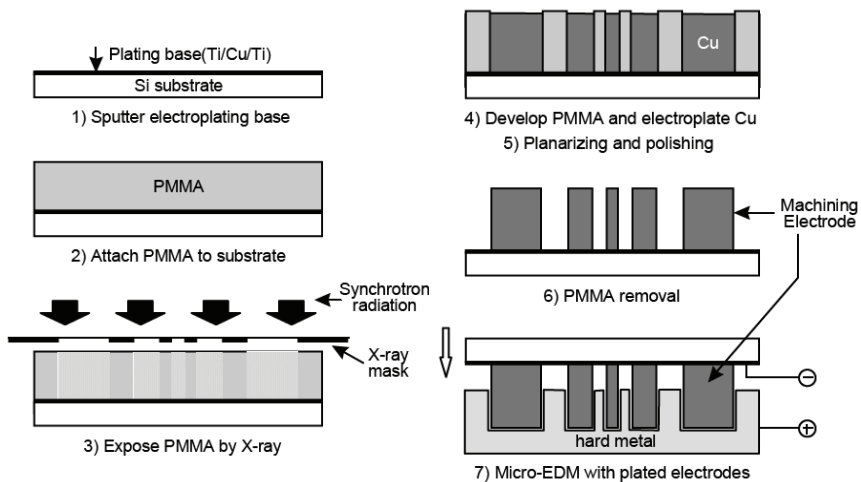 Plating base(Ti/Cu/Ti)
Si substrate
1) Sputter electroplating base
PMMA
2) Attach PMMA to substrate
Synchrotron
radiation
X-ray
mask
3) Expose PMMA by X-ray
Cu
4) Develop PMMA and electroplate Cu
5) Planarizing and polishing
Machining
Electrode
6) PMMA removal
−
+
hard metal
7) Micro-EDM with plated electrodes